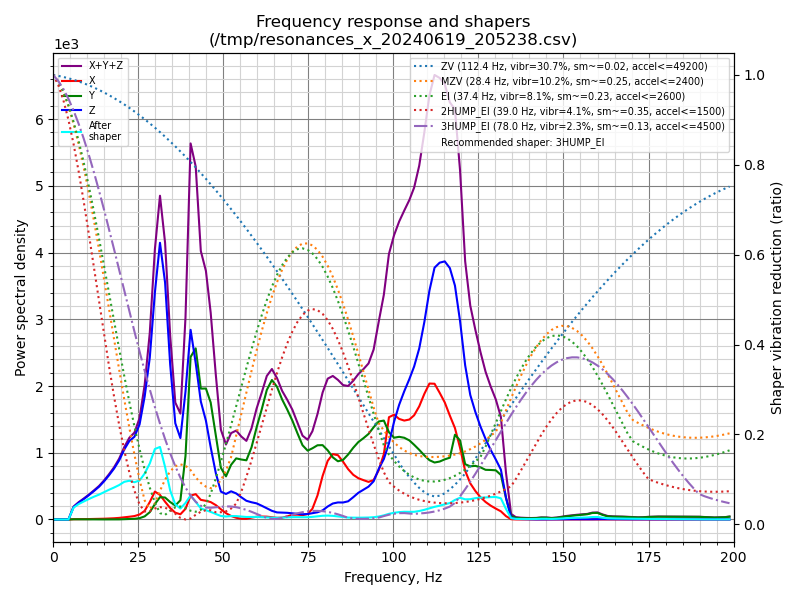 Frequency response and shapers
(/tmp/resonances_x_20240619_205238.csv)
1e3
X+Y+Z
X
Y
Z
After
shaper
ZV (112.4 Hz, vibr=30.7%, sm~=0.02, accel<=49200)
MZV (28.4 Hz, vibr=10.2%, sm~=0.25, accel<=2400)
EI (37.4 Hz, vibr=8.1%, sm~=0.23, accel<=2600)
2HUMP_EI (39.0 Hz, vibr=4.1%, sm~=0.35, accel<=1500)
3HUMP_EI (78.0 Hz, vibr=2.3%, sm~=0.13, accel<=4500)
Recommended shaper: 3HUMP_EI
6
5
4
3
2
1
0
Power spectral density
1.0
0.8
0.6
0.4
0.2
0.0
Shaper vibration reduction (ratio)
0 25 50 75 100 125 150 175 200
Frequency, Hz